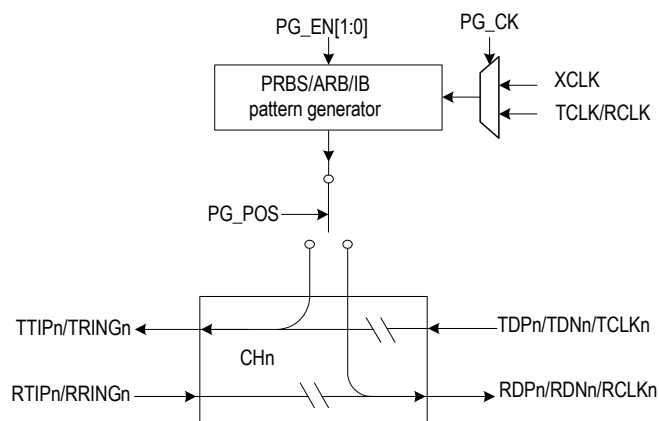 PG_EN[1:0]
PG_CK
PRBS/ARB/IB
pattern generator
XCLK
TCLK/RCLK
PG_POS
TTIPn/TRINGn
TDPn/TDNn/TCLKn
CHn
RTIPn/RRINGn
RDPn/RDNn/RCLKn